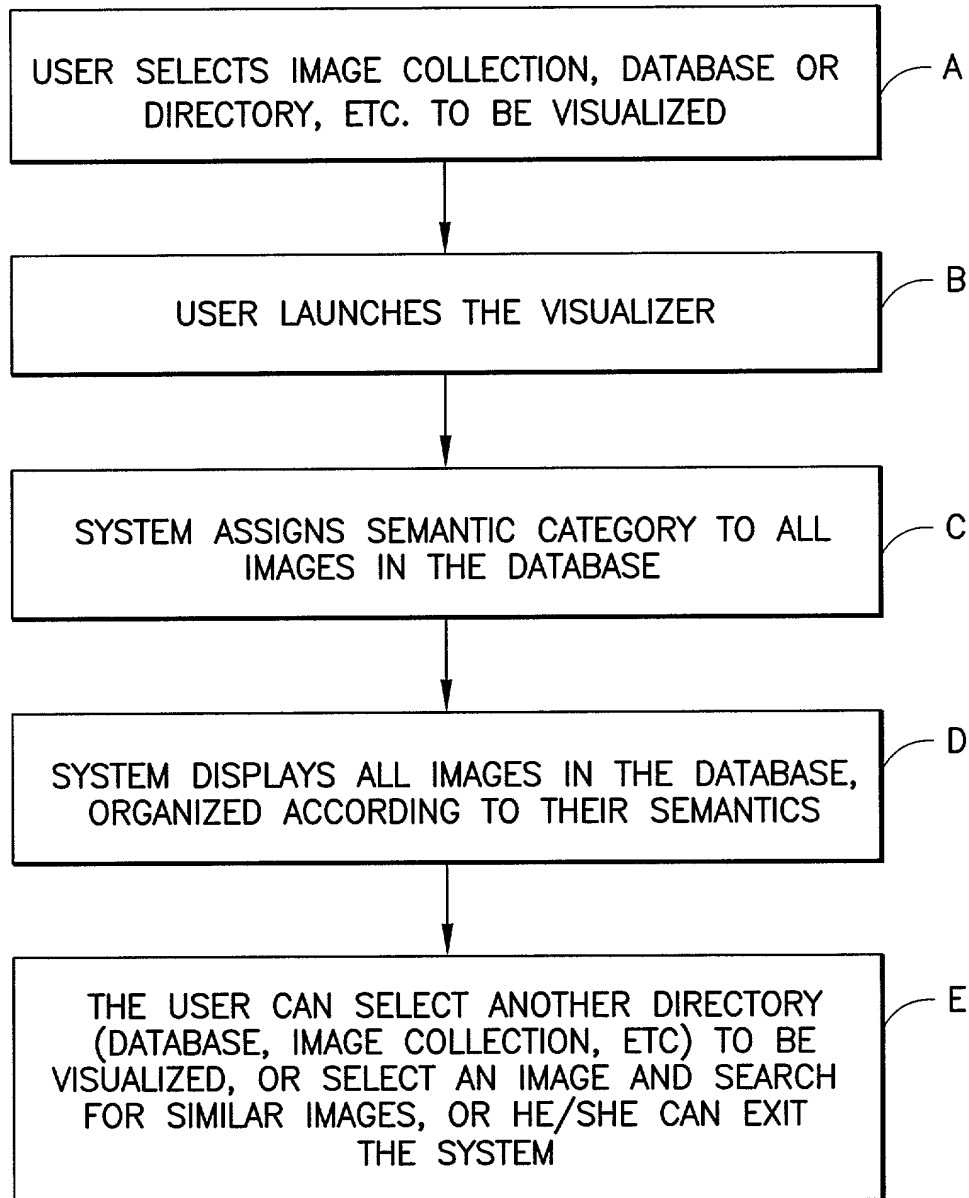 USER SELECTS IMAGE COLLECTION, DATABASE OR
DIRECTORY, ETC. TO BE VISUALIZED
A
USER LAUNCHES THE VISUALIZER
B
SYSTEM ASSIGNS SEMANTIC CATEGORY TO ALL
IMAGES IN THE DATABASE
C
SYSTEM DISPLAYS ALL IMAGES IN THE DATABASE,
ORGANIZED ACCORDING TO THEIR SEMANTICS
D
THE USER CAN SELECT ANOTHER DIRECTORY
(DATABASE, IMAGE COLLECTION, ETC) TO BE
VISUALIZED, OR SELECT AN IMAGE AND SEARCH
FOR SIMILAR IMAGES, OR HE/SHE CAN EXIT
THE SYSTEM
E